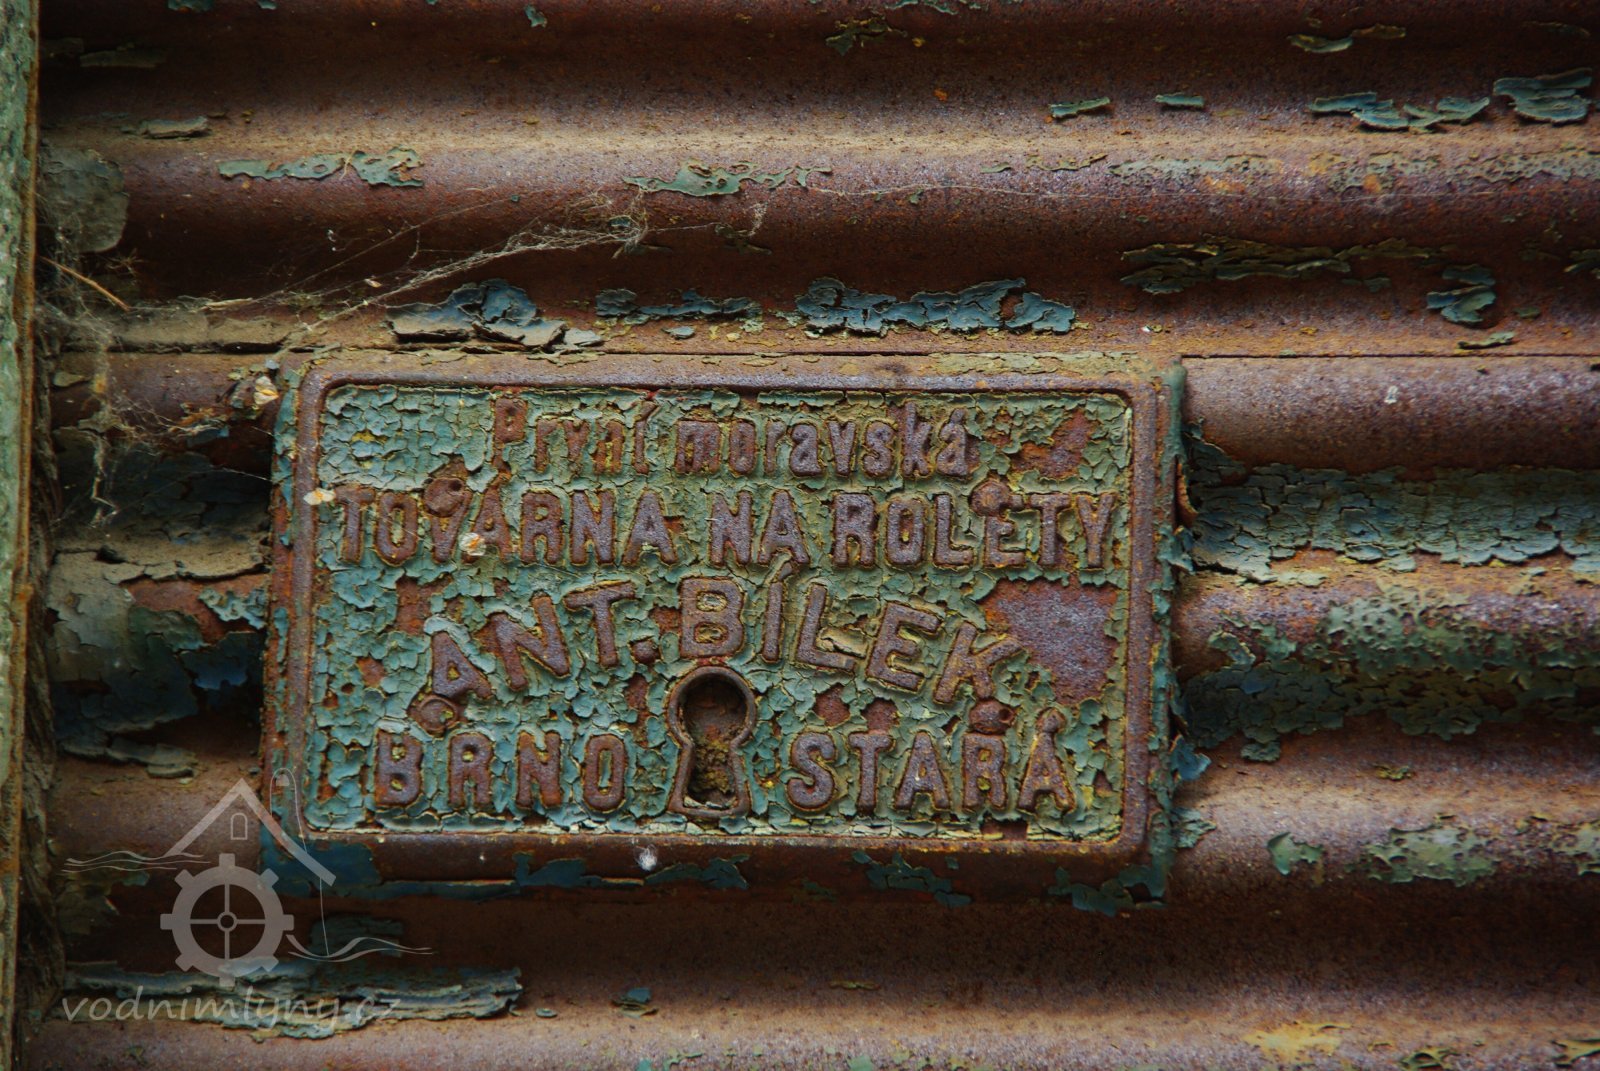 První moravská
TOVÁRNA NA ROLETY
ANT. BÍLEK
BRNO STARÁ
vodnimlyny.cz